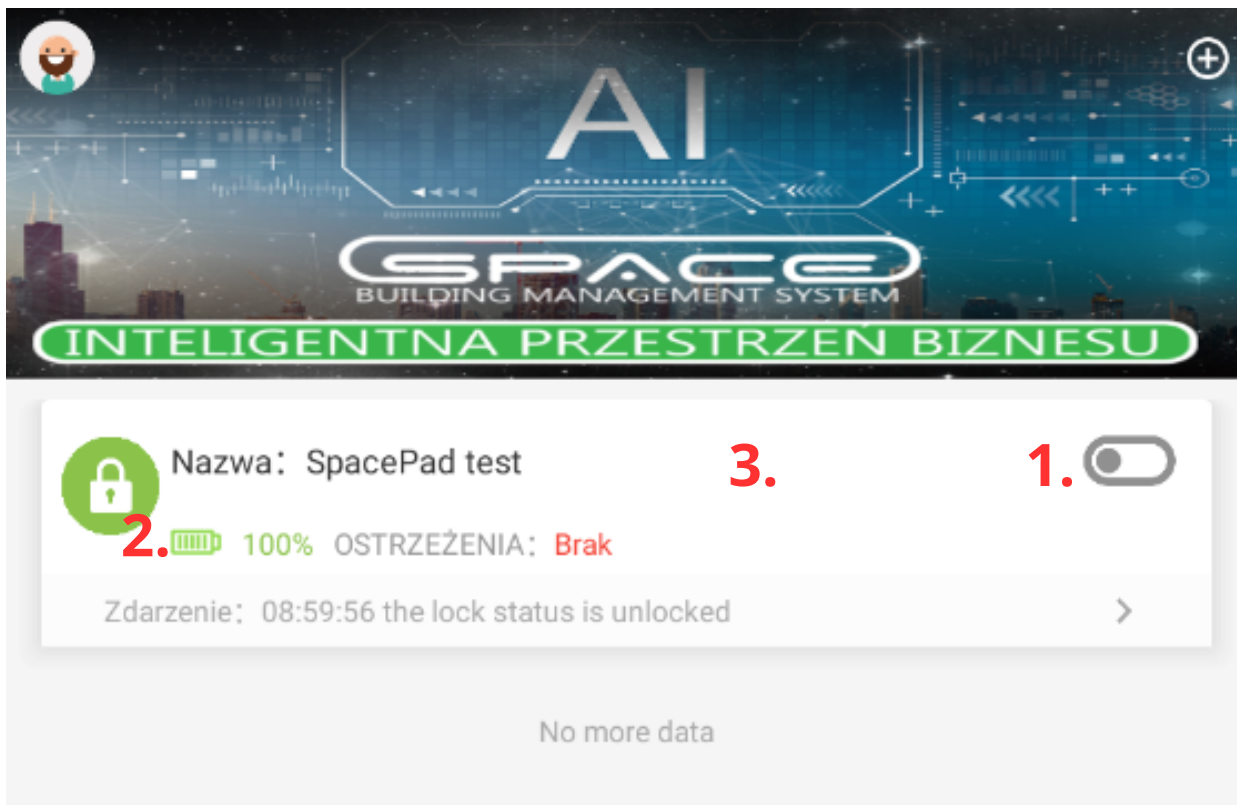 AI
SPACE
BUILDING MANAGEMENT SYSTEM
INTELIGENTNA PRZESTRZEŃ BIZNESU
Nazwa: SpacePad test 3. 1.
2. 100% OSTRZEŻENIA: Brak
Zdarzenie: 08:59:56 the lock status is unlocked
No more data